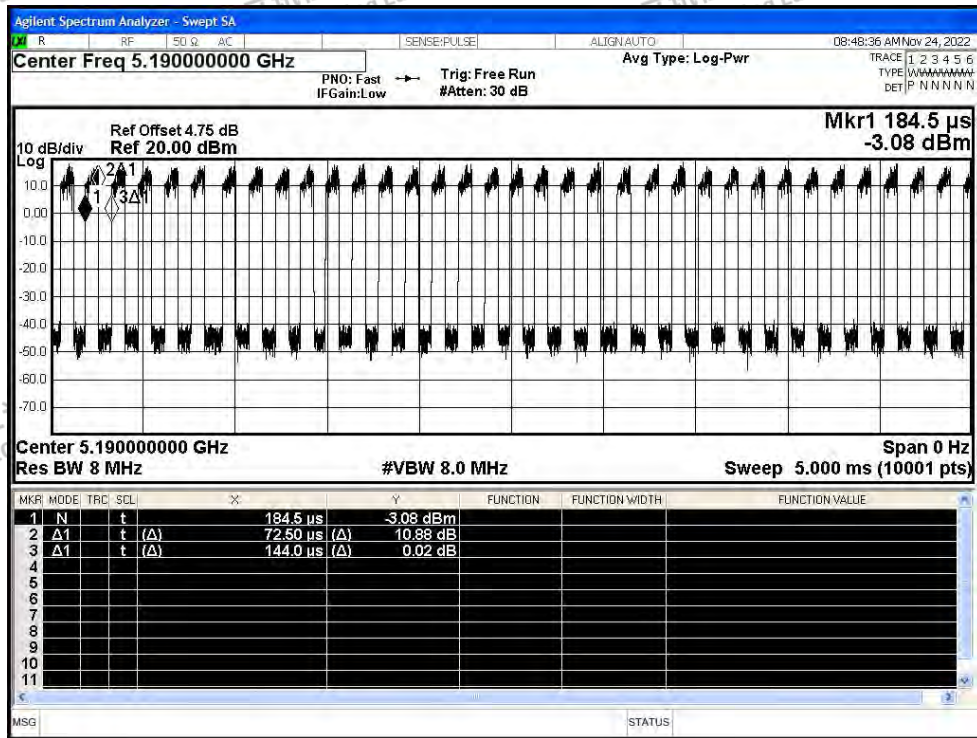 Agilent Spectrum Analyzer - Swept SA
R RF 50 Ω AC SENSE:PULSE ALIGN AUTO 08:48:36 AM Nov 24, 2022
Center Freq 5.190000000 GHz
PNO: Fast
IFGain:Low
Trig: Free Run
#Atten: 30 dB
Avg Type: Log-Pwr
TRACE 1 2 3 4 5 6
TYPE
DET P N N N N N
Mkr1 184.5 µs
-3.08 dBm
Ref Offset 4.75 dB
10 dB/div Ref 20.00 dBm
Log
2Δ1
10.0
1 3Δ1
0.00
-10.0
-20.0
-30.0
-40.0
-50.0
-60.0
-70.0
Center 5.190000000 GHz Span 0 Hz
Res BW 8 MHz #VBW 8.0 MHz Sweep 5.000 ms (10001 pts)
MKR MODE TRC SCL X Y FUNCTION FUNCTION WIDTH FUNCTION VALUE
1 N t 184.5 µs -3.08 dBm
2 Δ1 t (Δ) 72.50 µs (Δ) 10.88 dB
3 Δ1 t (Δ) 144.0 µs (Δ) 0.02 dB
4
5
6
7
8
9
10
11
MSG STATUS